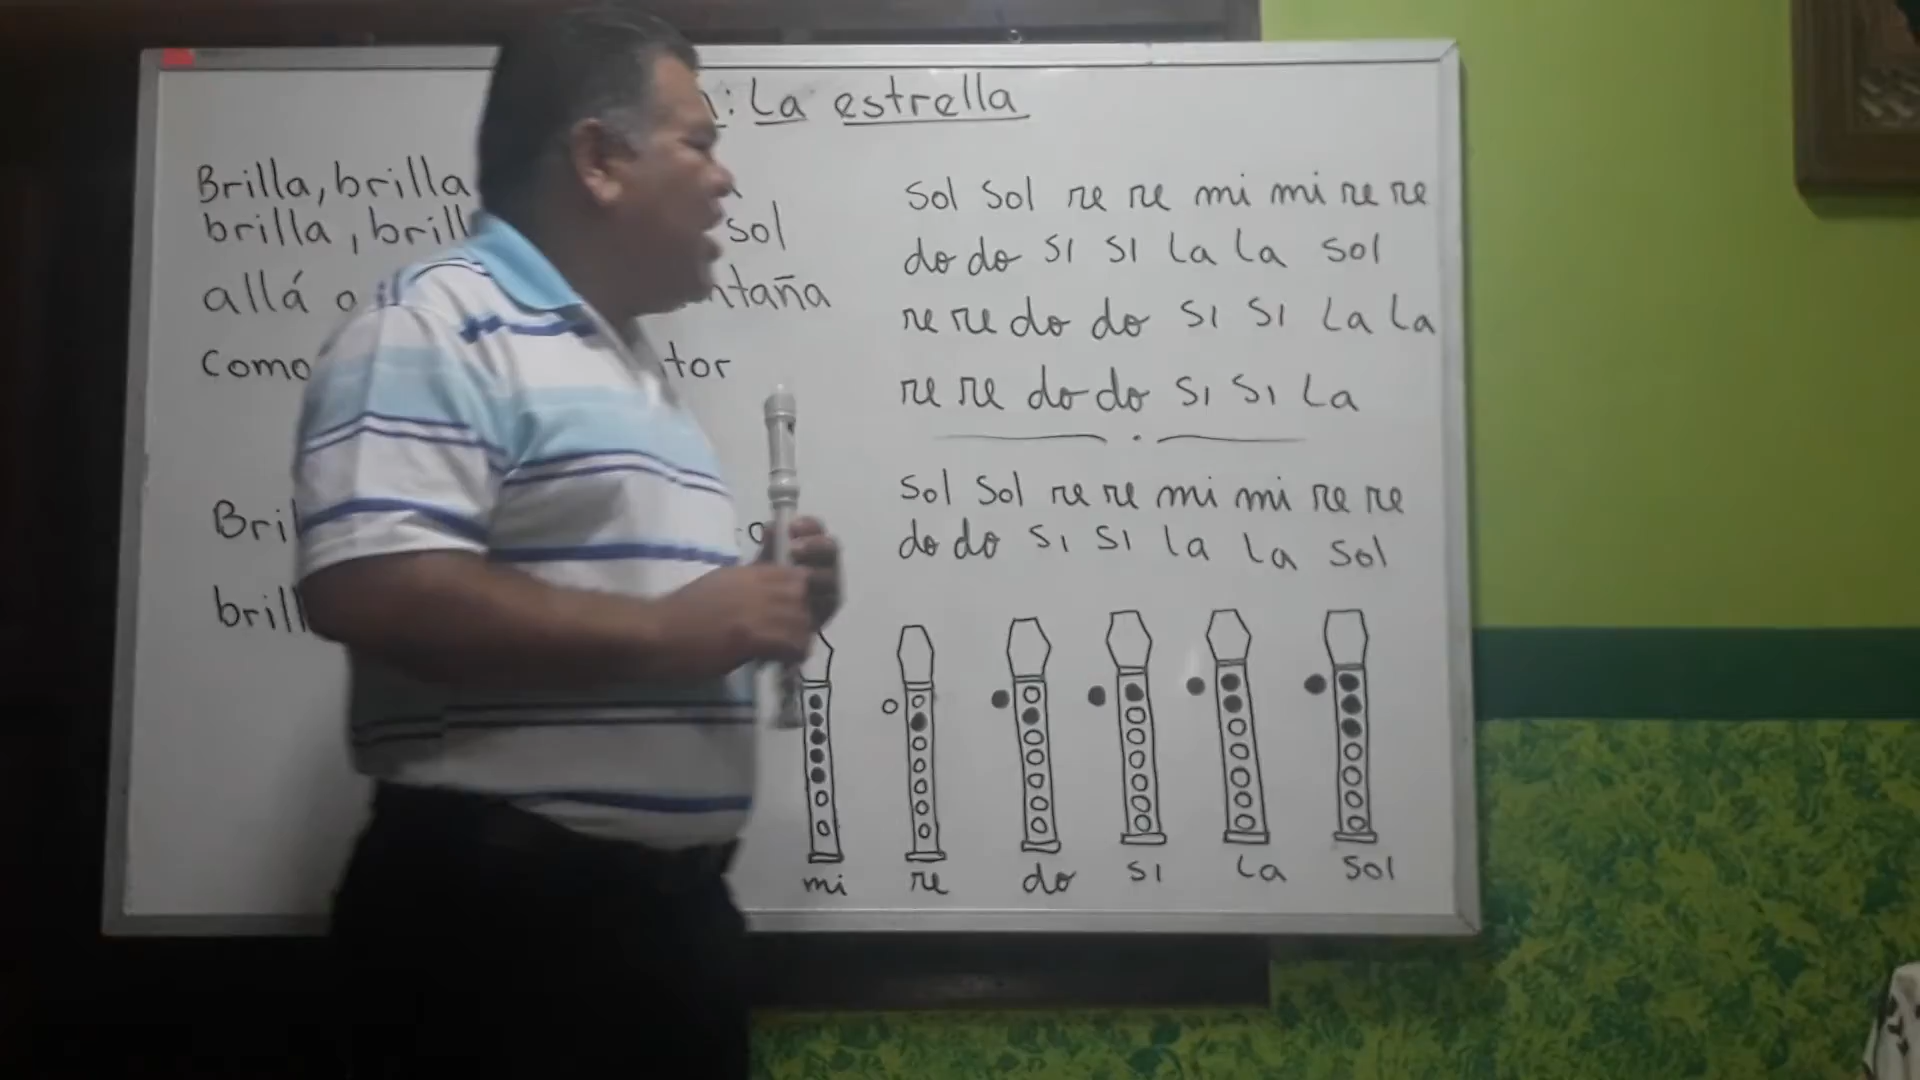 : La estrella
Brilla, brilla
brilla, brill sol
allá o ntaña
Como tor
Bril
brill
sol sol re re mi mi re re
do do si si la la sol
re re do do si si la la
re re do do si si la
sol sol re re mi mi re re
do do si si la la sol
mi re do si la sol